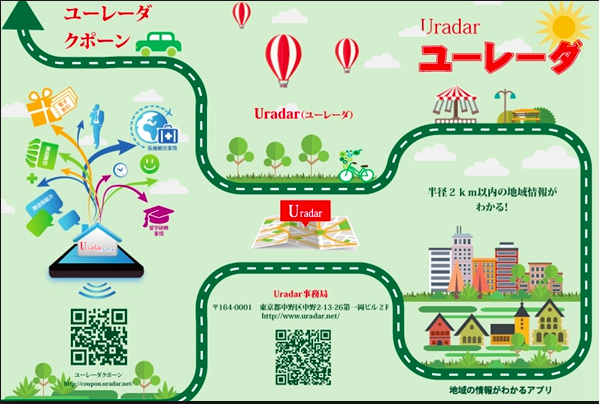 ユーレーダ
クポーン
Uradar(ユーレーダ)
Uradar
ユーレーダ
半径２ｋｍ以内の地域情報が
わかる!
Uradar
Uradar
Uradar事務局
〒164-0001　東京都中野区中野2-13-26第一岡ビル２Ｆ
http://www.uradar.net/
ユーレーダクポーン
http://coupon.uradar.net/
地域の情報がわかるアプリ